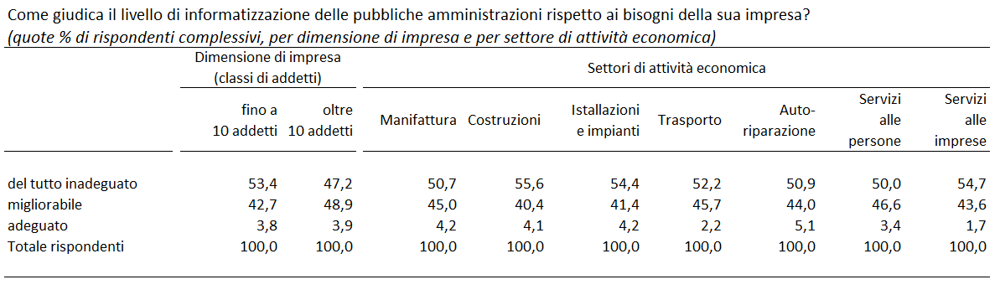 Come giudica il livello di informatizzazione delle pubbliche amministrazioni rispetto ai bisogni della sua impresa?
(quote % di rispondenti complessivi, per dimensione di impresa e per settore di attività economica)
Dimensione di impresa
(classi di addetti)
Settori di attività economica
fino a
10 addetti
oltre
10 addetti
Manifattura
Costruzioni
Istallazioni
e impianti
Trasporto
Auto-
riparazione
Servizi
alle
persone
Servizi
alle
imprese
del tutto inadeguato 53,4 47,2 50,7 55,6 54,4 52,2 50,9 50,0 54,7
migliorabile 42,7 48,9 45,0 40,4 41,4 45,7 44,0 46,6 43,6
adeguato 3,8 3,9 4,2 4,1 4,2 2,2 5,1 3,4 1,7
Totale rispondenti 100,0 100,0 100,0 100,0 100,0 100,0 100,0 100,0 100,0